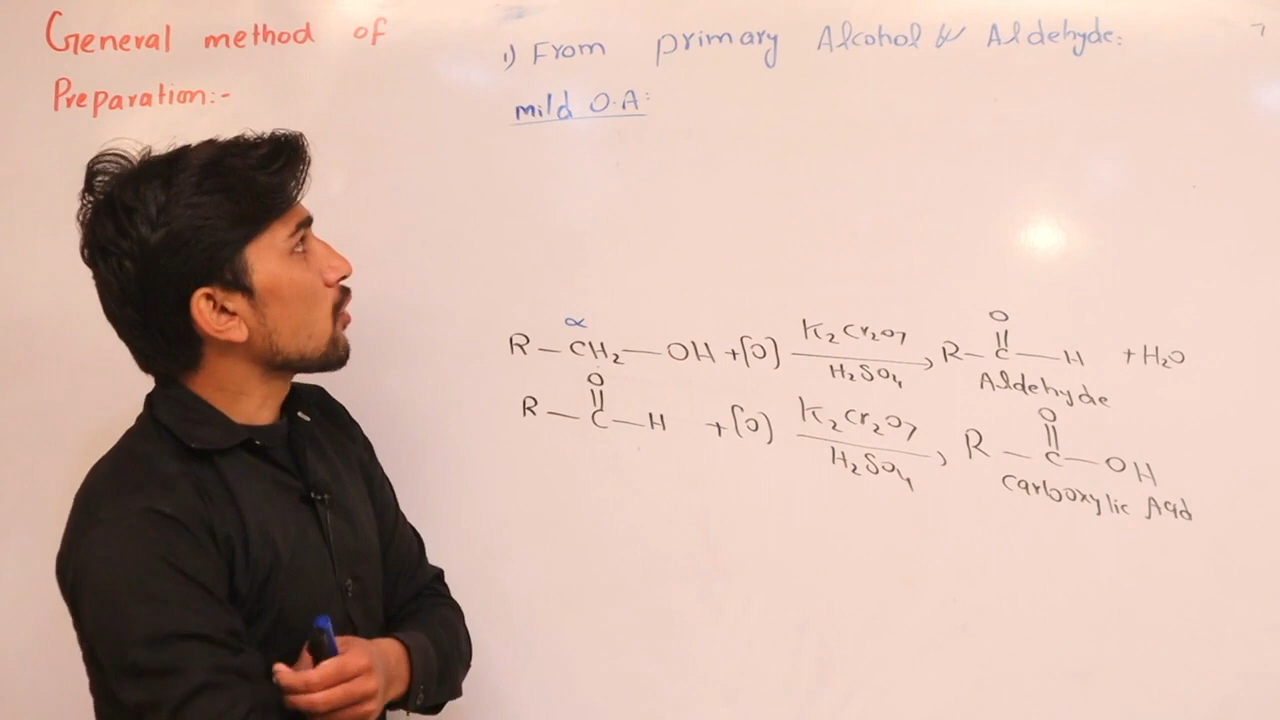 General method of
Preparation:-
1) From primary Alcohol & Aldehyde:
mild O.A:
α
R — CH₂ — OH + [O] K₂Cr₂O₇ H₂SO₄ → R — C — H + H₂O
O
||
Aldehyde
R — C — H + [O] K₂Cr₂O₇ H₂SO₄ → R — C — OH
O
||
O
||
Carboxylic Acid